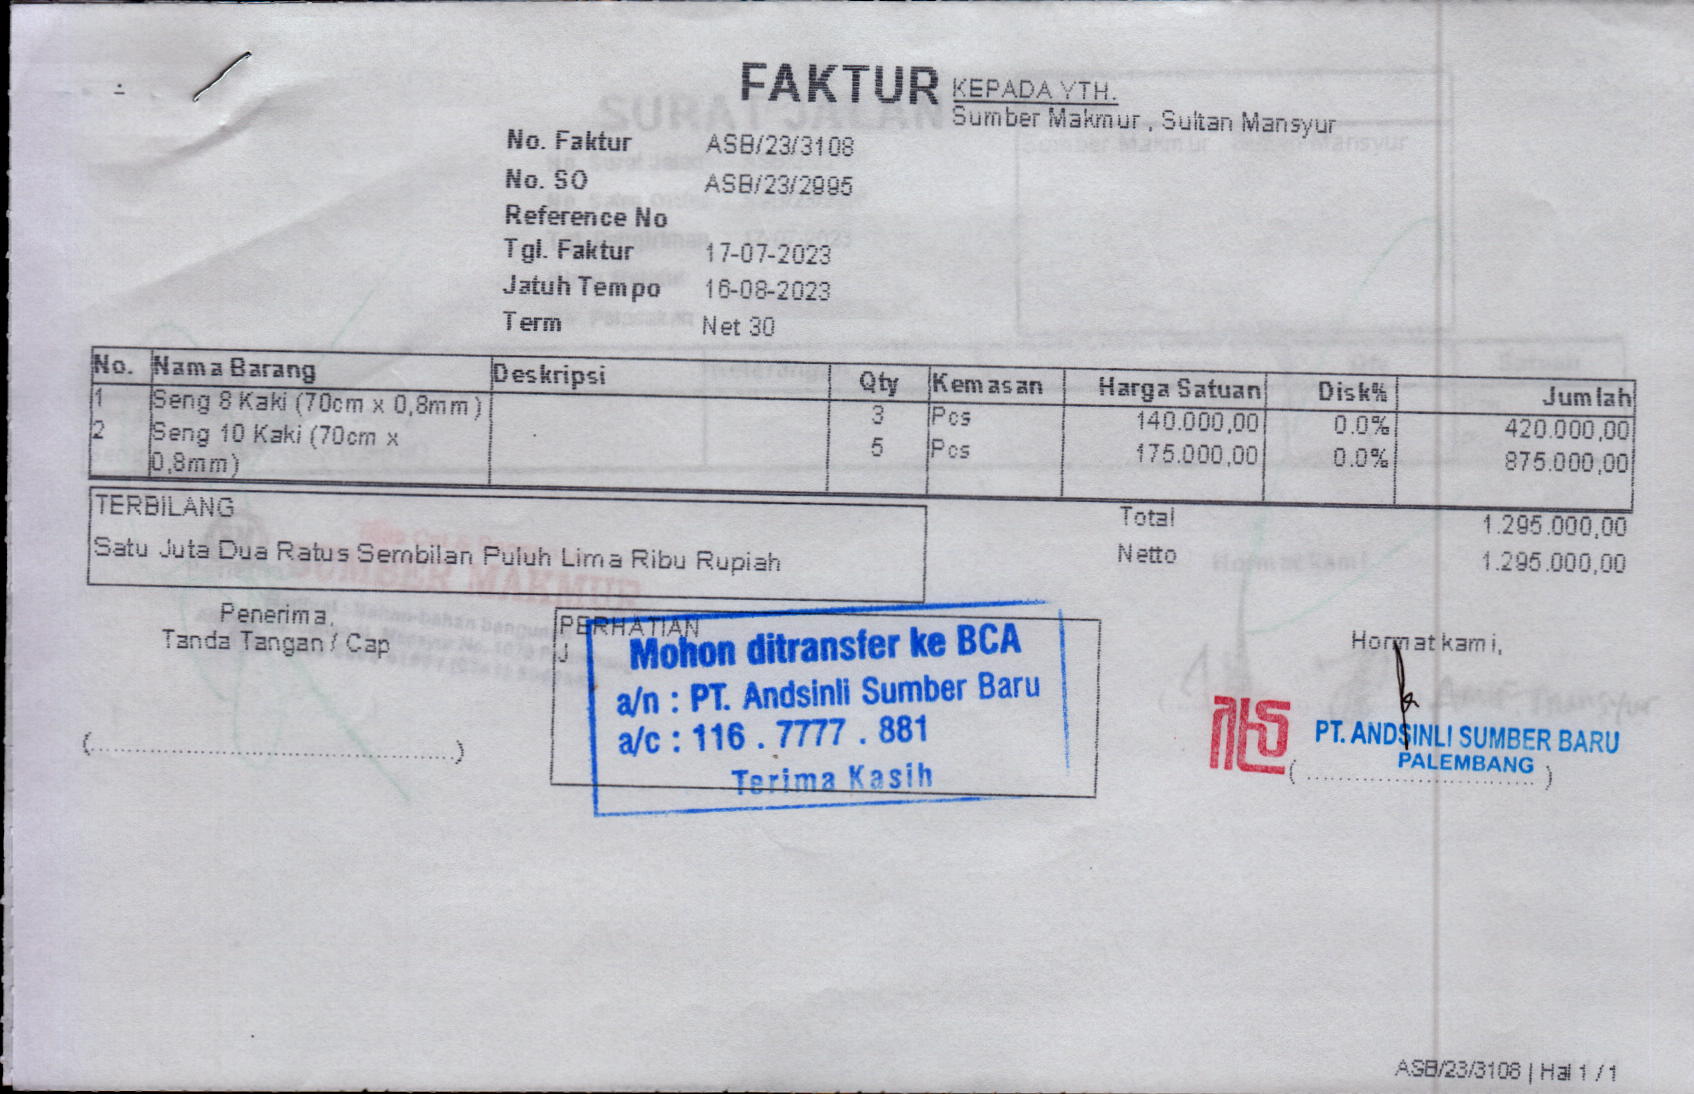 FAKTUR
KEPADA YTH.
Sumber Makmur , Sultan Mansyur
No. Faktur ASB/23/3108
No. SO ASB/23/2995
Reference No
Tgl. Faktur 17-07-2023
Jatuh Tempo 16-08-2023
Term Net 30
No. Nama Barang Deskripsi Qty Kemasan Harga Satuan Disk% Jumlah
1 Seng 8 Kaki (70cm x 0,8mm) 3 Pcs 140.000,00 0.0% 420.000,00
2 Seng 10 Kaki (70cm x 5 Pcs 175.000,00 0.0% 875.000,00
0,8mm)
TERBILANG
Satu Juta Dua Ratus Sembilan Puluh Lima Ribu Rupiah
Total 1.295.000,00
Netto 1.295.000,00
Penerima,
Tanda Tangan / Cap
(..............................................)
PERHATIAN
J
Mohon ditransfer ke BCA
a/n : PT. Andsinli Sumber Baru
a/c : 116 . 7777 . 881
Terima Kasih
Hormat kami,
PT. ANDSINLI SUMBER BARU
PALEMBANG
( ............................ )
ASB/23/3108 | Hal 1 / 1